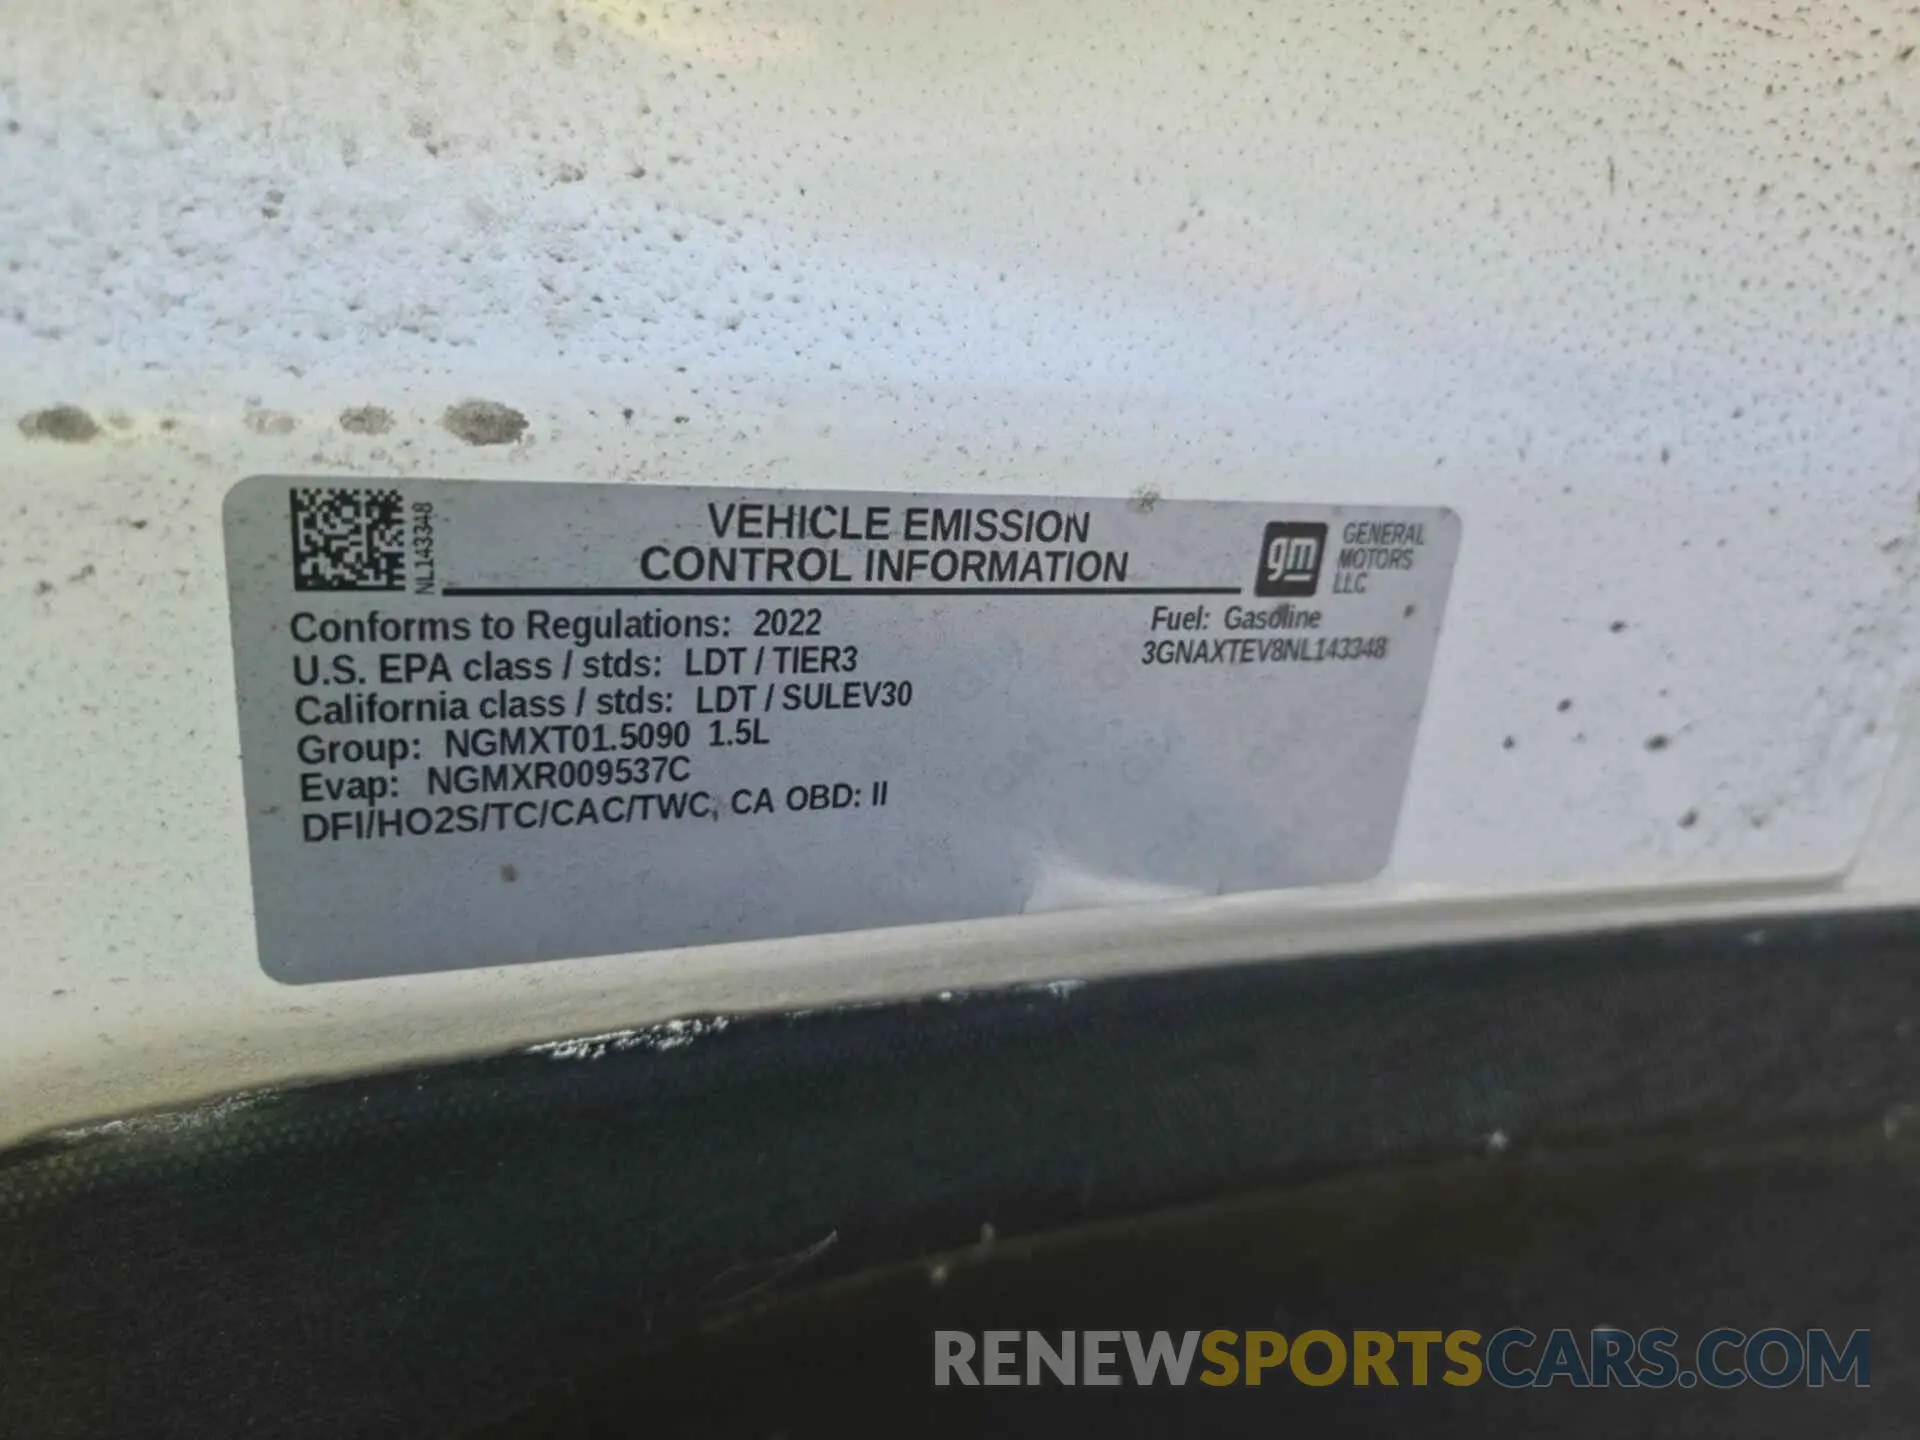 NL143348
VEHICLE EMISSION
CONTROL INFORMATION
gm
GENERAL
MOTORS
LLC
Conforms to Regulations: 2022
Fuel: Gasoline
U.S. EPA class / stds: LDT / TIER3
3GNAXTEV8NL143348
California class / stds: LDT / SULEV30
Group: NGMXT01.5090 1.5L
Evap: NGMXR009537C
DFI/HO2S/TC/CAC/TWC, CA OBD: II
RENEWSPORTSCARS.COM